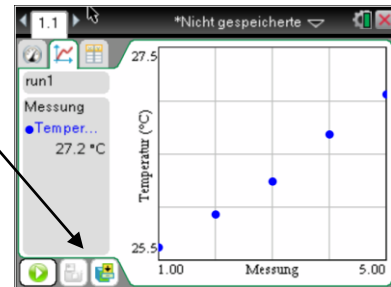 1.1
*Nicht gespeicherte
27.5
run1
Messung
Temper...
27.2 °C
Temperatur (°C)
25.5
1.00
Messung
5.00